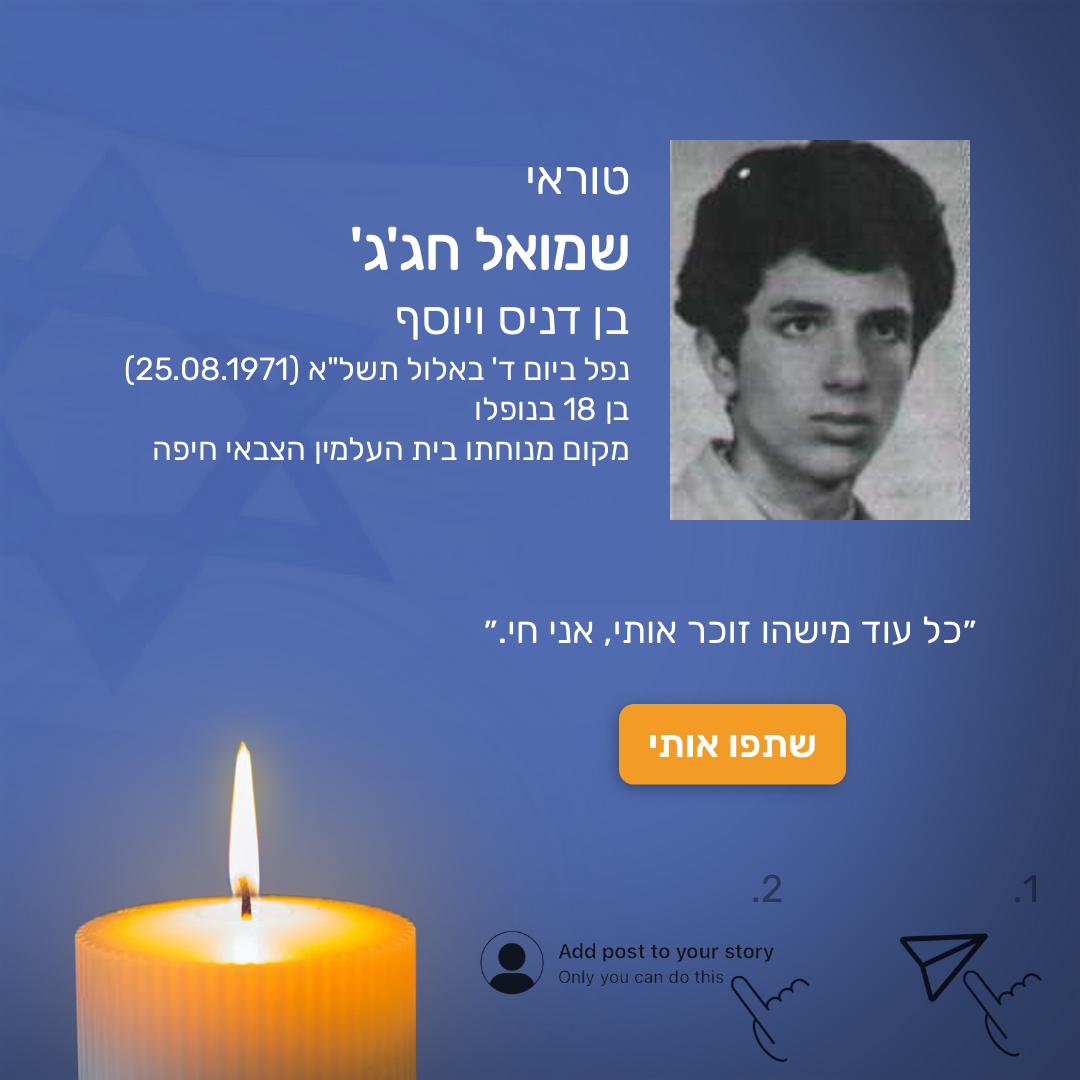 טוראי
שמואל חג'ג'
בן דניס ויוסף
נפל ביום ד' באלול תשל"א (25.08.1971)
בן 18 בנופלו
מקום מנוחתו בית העלמין הצבאי חיפה
״כל עוד מישהו זוכר אותי, אני חי.״
שתפו אותי
1.
2.
Add post to your story
Only you can do this